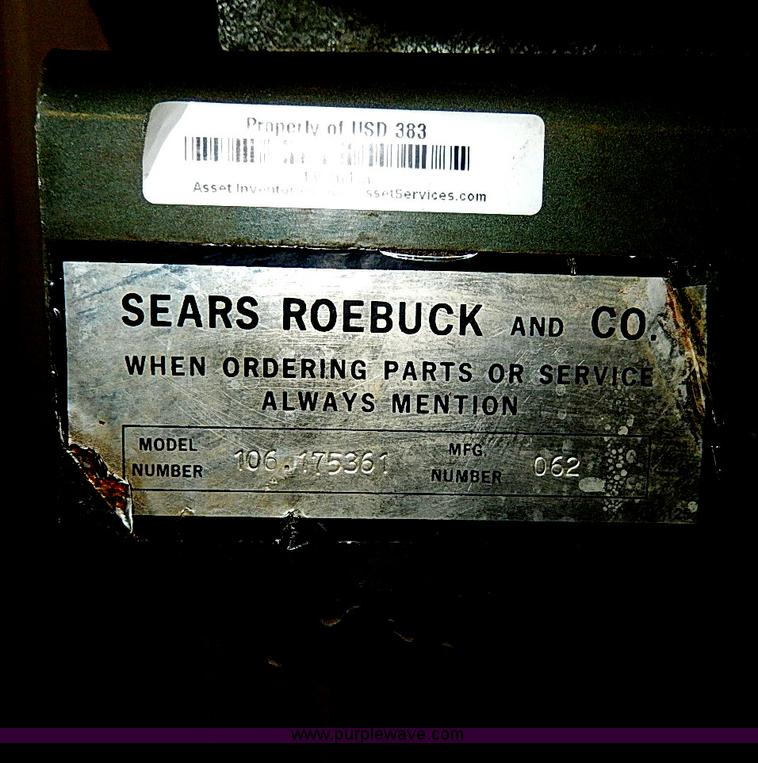 Property of USD 383
Asset
SEARS ROEBUCK AND CO.
WHEN ORDERING PARTS OR SERVICE
ALWAYS MENTION
MODEL NUMBER 106.175361 MFG. NUMBER 062
www.purplewave.com